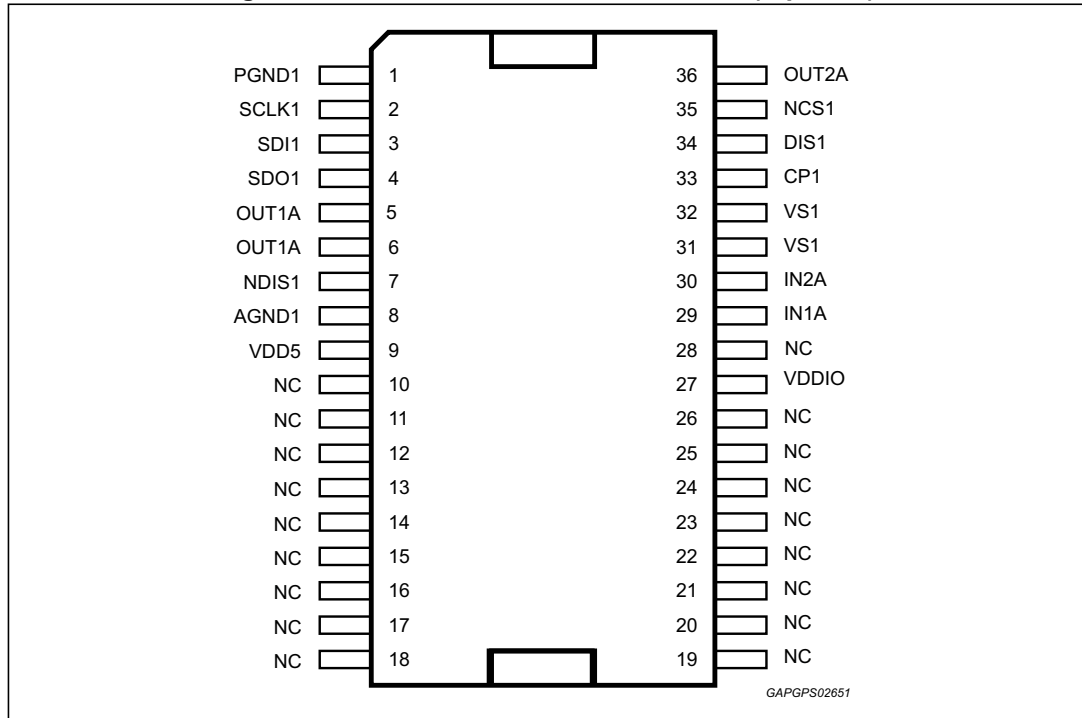 PGND1 1 36 OUT2A
SCLK1 2 35 NCS1
SDI1 3 34 DIS1
SDO1 4 33 CP1
OUT1A 5 32 VS1
OUT1A 6 31 VS1
NDIS1 7 30 IN2A
AGND1 8 29 IN1A
VDD5 9 28 NC
NC 10 27 VDDIO
NC 11 26 NC
NC 12 25 NC
NC 13 24 NC
NC 14 23 NC
NC 15 22 NC
NC 16 21 NC
NC 17 20 NC
NC 18 19 NC
GAPGPS02651